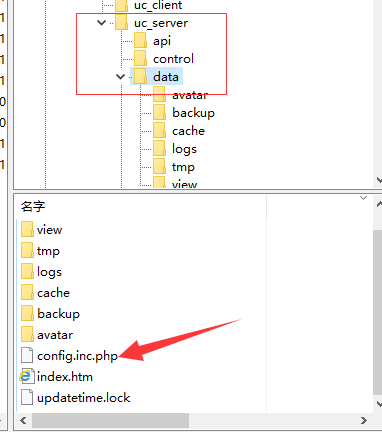 uc_client
uc_server
api
control
data
avatar
backup
cache
logs
tmp
view
名字
view
tmp
logs
cache
backup
avatar
config.inc.php
index.htm
updatetime.lock